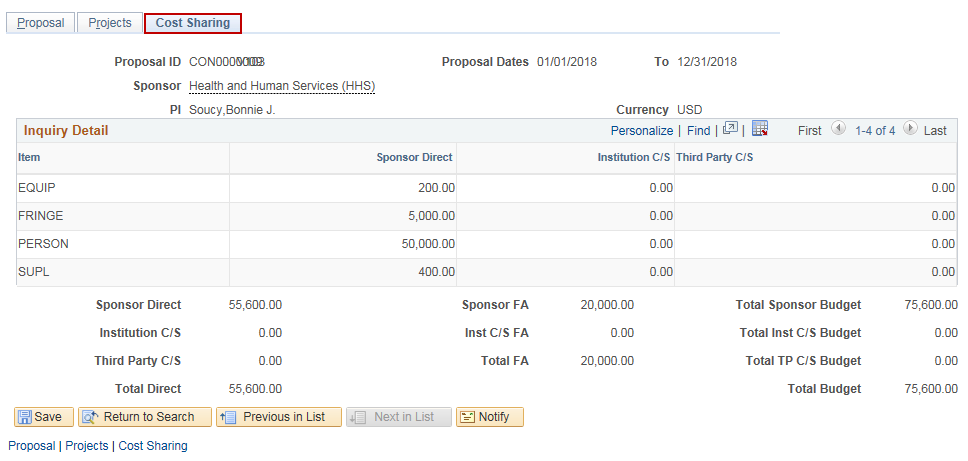 Proposal Projects Cost Sharing
Proposal ID Proposal Dates 01/01/2018 To 12/31/2018
Sponsor Health and Human Services (HHS)
PI Soucy,Bonnie J. Currency USD
Inquiry Detail Personalize | Find | | First 1-4 of 4 Last
Item Sponsor Direct Institution C/S Third Party C/S
EQUIP 200.00 0.00 0.00
FRINGE 5,000.00 0.00 0.00
PERSON 50,000.00 0.00 0.00
SUPL 400.00 0.00 0.00
Sponsor Direct 55,600.00 Sponsor FA 20,000.00 Total Sponsor Budget 75,600.00
Institution C/S 0.00 Inst C/S FA 0.00 Total Inst C/S Budget 0.00
Third Party C/S 0.00 Total FA 20,000.00 Total TP C/S Budget 0.00
Total Direct 55,600.00 Total Budget 75,600.00
Save Return to Search Previous in List Next in List Notify
Proposal | Projects | Cost Sharing